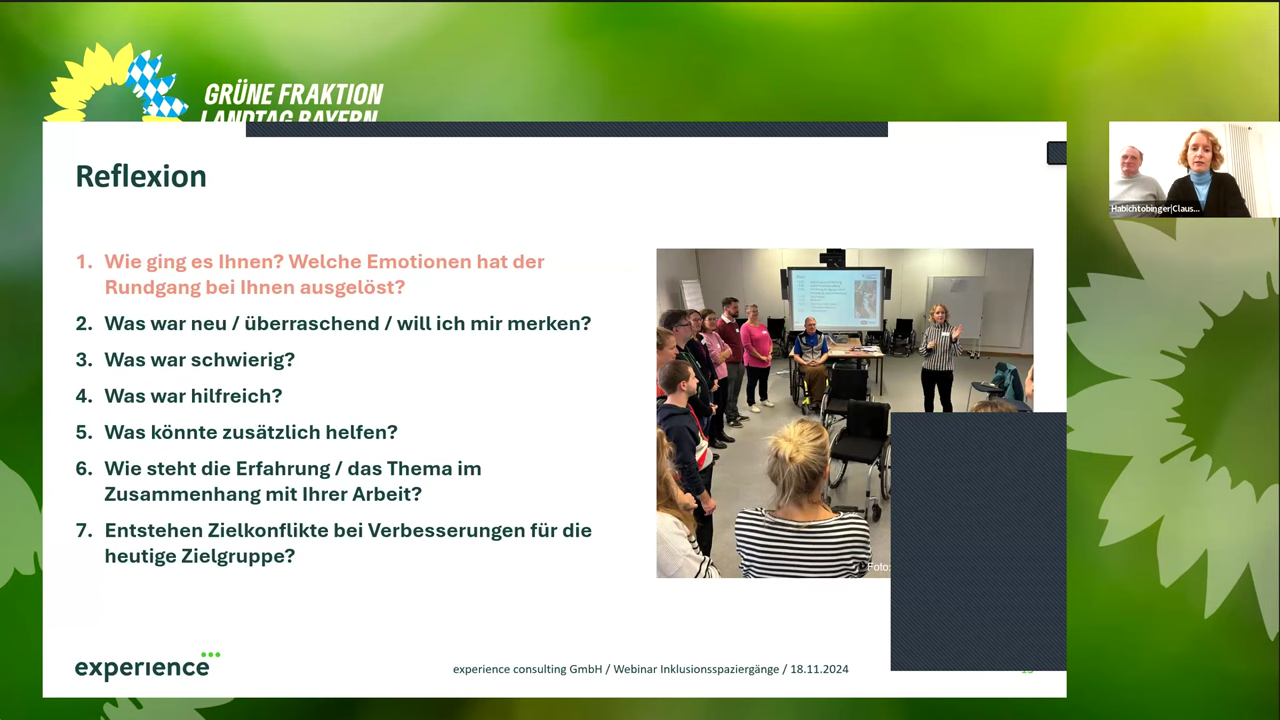 GRÜNE FRAKTION
LANDTAG BAYERN
Reflexion
1. Wie ging es Ihnen? Welche Emotionen hat der
Rundgang bei Ihnen ausgelöst?
2. Was war neu / überraschend / will ich mir merken?
3. Was war schwierig?
4. Was war hilfreich?
5. Was könnte zusätzlich helfen?
6. Wie steht die Erfahrung / das Thema im
Zusammenhang mit Ihrer Arbeit?
7. Entstehen Zielkonflikte bei Verbesserungen für die
heutige Zielgruppe?
Foto:
Habichtobinger|Claus...
experience
experience consulting GmbH / Webinar Inklusionsspaziergänge / 18.11.2024